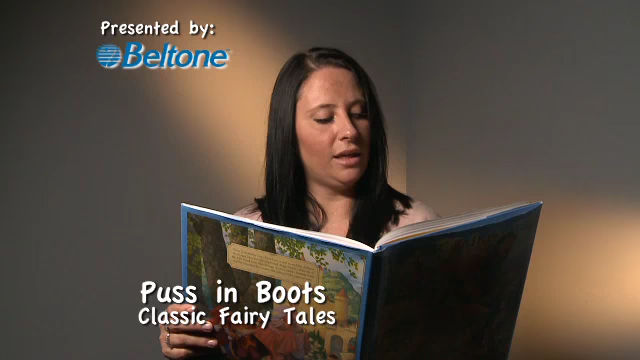 Presented by:
Beltone
Puss in Boots
Classic Fairy Tales